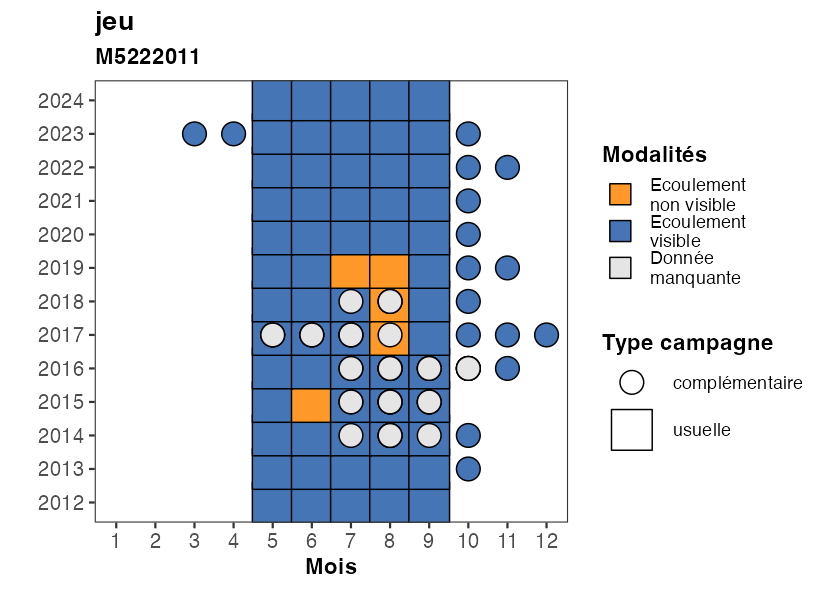 jeu
M5222011
2024
2023
2022
2021
2020
2019
2018
2017
2016
2015
2014
2013
2012
1 2 3 4 5 6 7 8 9 10 11 12
Mois
Modalités
Ecoulement
non visible
Ecoulement
visible
Donnée
manquante
Type campagne
complémentaire
usuelle